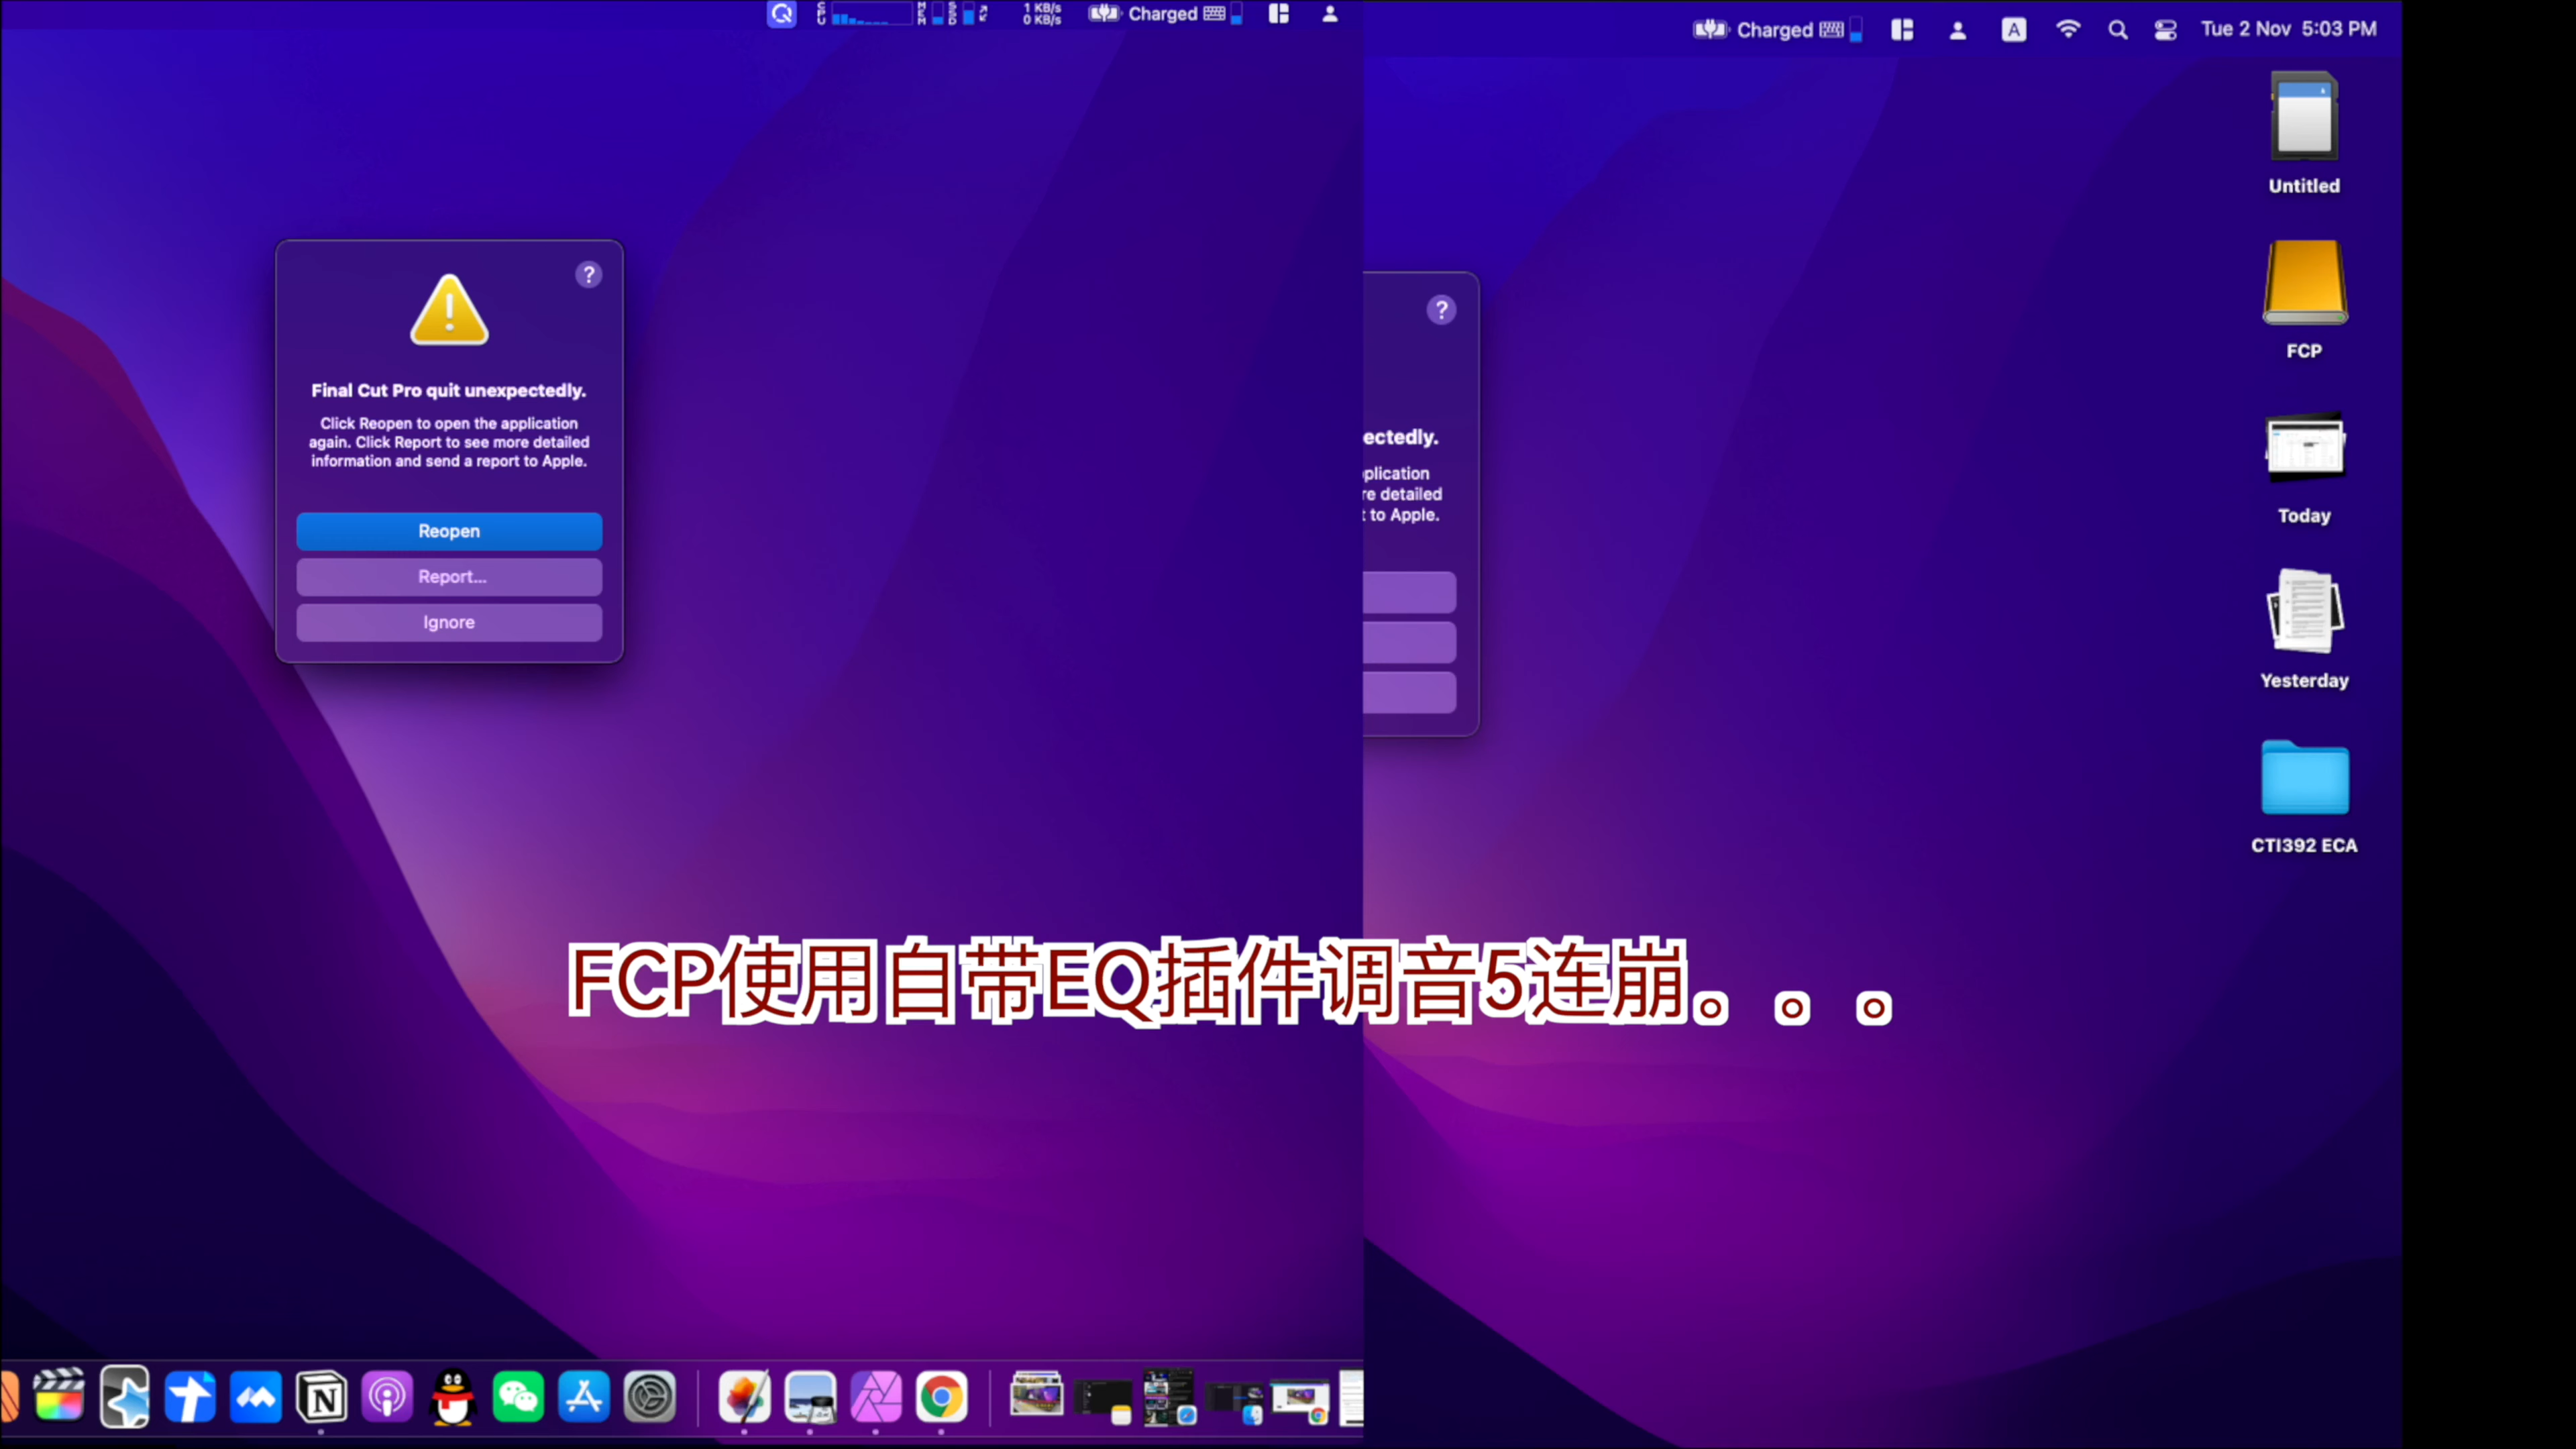 CPU
MEM
SSD
1 KB/s
0 KB/s
Charged
Charged
A
Tue 2 Nov 5:03 PM
Untitled
FCP
Today
Yesterday
CTI392 ECA
?
Final Cut Pro quit unexpectedly.
Click Reopen to open the application
again. Click Report to see more detailed
information and send a report to Apple.
Reopen
Report...
Ignore
?
ectedly.
plication
re detailed
t to Apple.
FCP使用自带EQ插件调音5连崩。。。